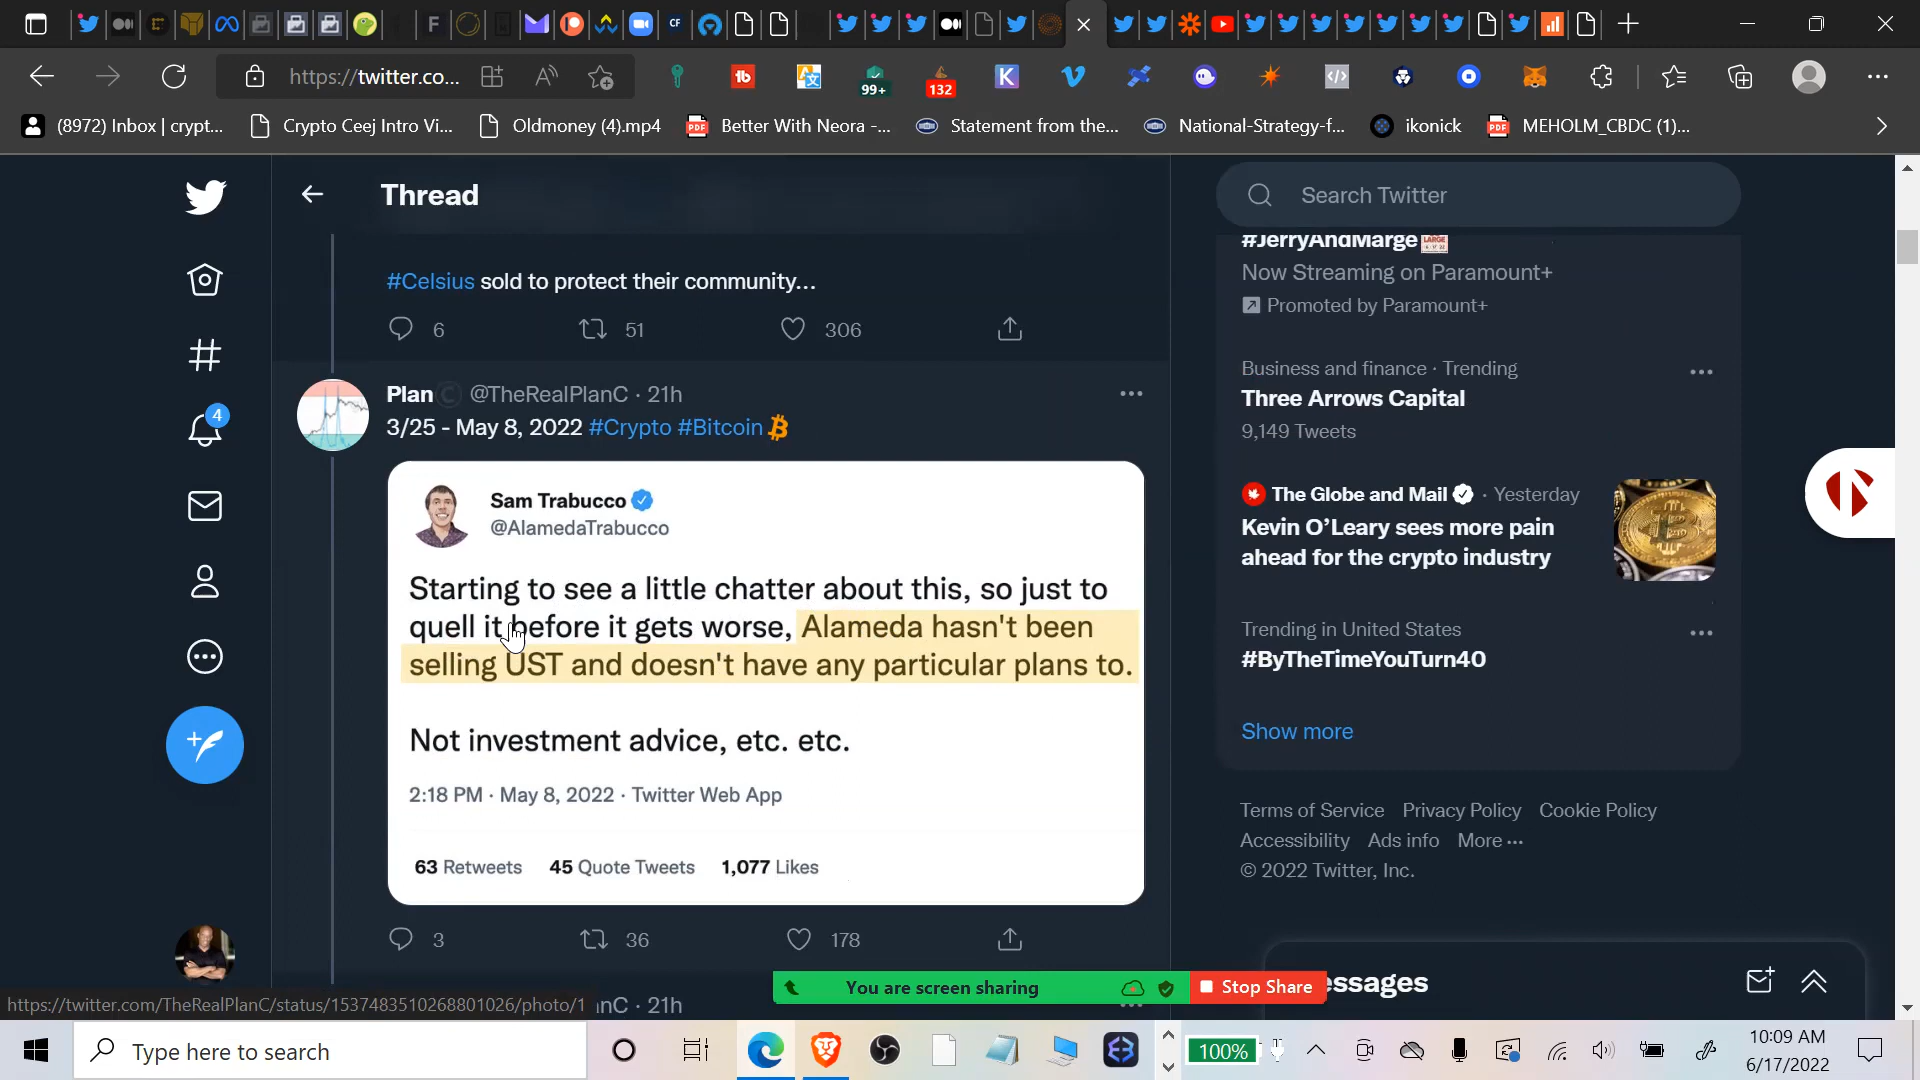 F
CF
https://twitter.co...
99+
132
(8972) Inbox | crypt...
Crypto Ceej Intro Vi...
Oldmoney (4).mp4
Better With Neora -...
Statement from the...
National-Strategy-f...
ikonick
MEHOLM_CBDC (1)...
Thread
Search Twitter
#JerryAndMarge
Now Streaming on Paramount+
Promoted by Paramount+
#Celsius sold to protect their community...
6
51
306
Business and finance · Trending
Three Arrows Capital
9,149 Tweets
Plan C @TheRealPlanC · 21h
3/25 - May 8, 2022 #Crypto #Bitcoin
4
Sam Trabucco
@AlamedaTrabucco
Starting to see a little chatter about this, so just to
quell it before it gets worse, Alameda hasn't been
selling UST and doesn't have any particular plans to.
Not investment advice, etc. etc.
2:18 PM · May 8, 2022 · Twitter Web App
63 Retweets 45 Quote Tweets 1,077 Likes
3
36
178
The Globe and Mail · Yesterday
Kevin O'Leary sees more pain
ahead for the crypto industry
Trending in United States
#ByTheTimeYouTurn40
Show more
Terms of Service Privacy Policy Cookie Policy
Accessibility Ads info More ···
© 2022 Twitter, Inc.
You are screen sharing
Stop Share
essages
https://twitter.com/TheRealPlanC/status/1537483510268801026/photo/1
nC · 21h
Type here to search
100%
10:09 AM
6/17/2022